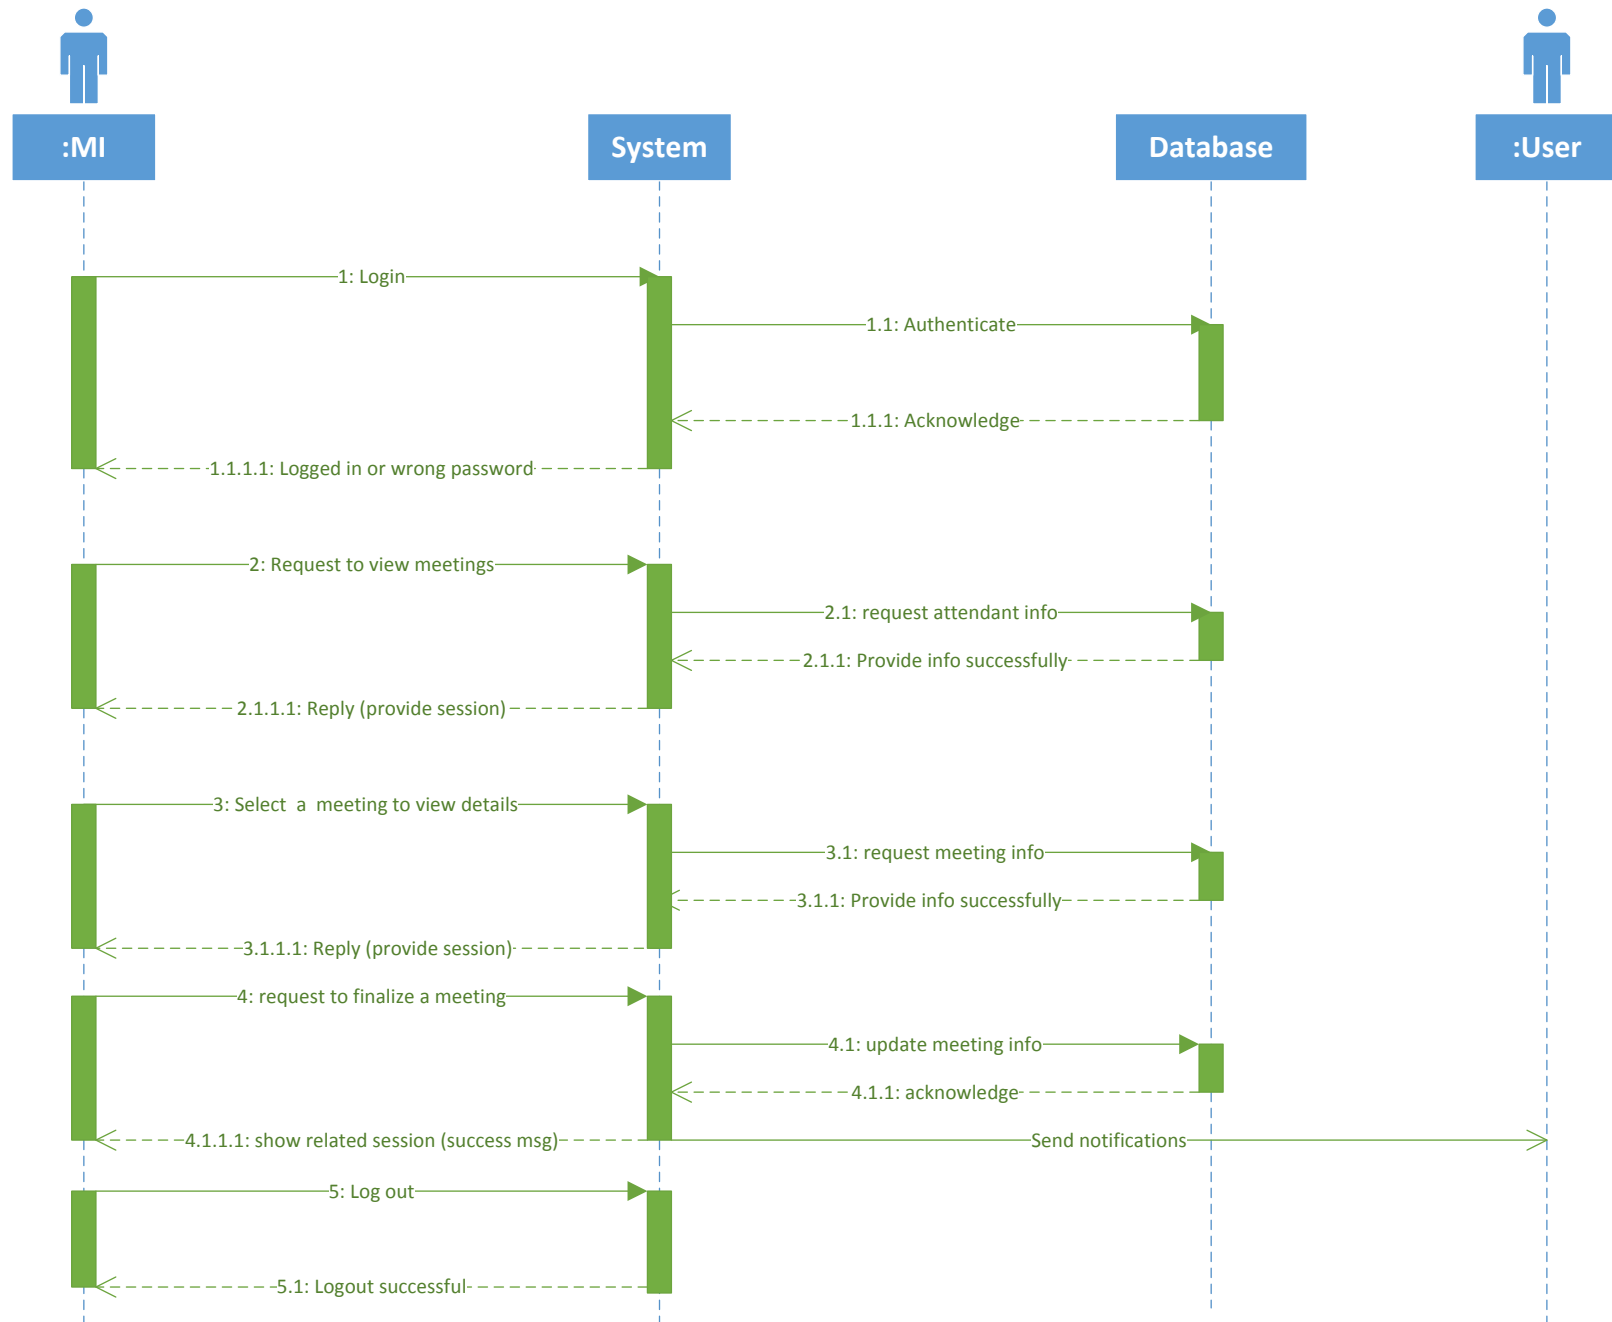 :MI
System
Database
:User
1: Login
1.1: Authenticate
1.1.1: Acknowledge
1.1.1.1: Logged in or wrong password
2: Request to view meetings
2.1: request attendant info
2.1.1: Provide info successfully
2.1.1.1: Reply (provide session)
3: Select  a  meeting to view details
3.1: request meeting info
3.1.1: Provide info successfully
3.1.1.1: Reply (provide session)
4: request to finalize a meeting
4.1: update meeting info
4.1.1: acknowledge
4.1.1.1: show related session (success msg)
Send notifications
5: Log out
5.1: Logout successful